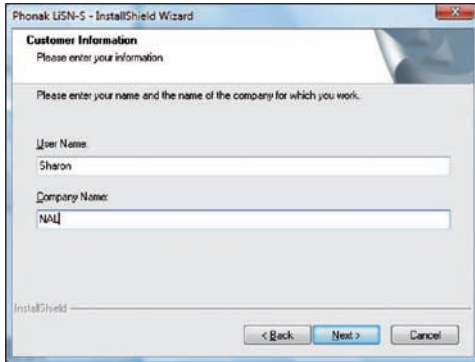 Phonak LiSN-S - InstallShield Wizard
Customer Information
Please enter your information
Please enter your name and the name of the company for which you work.
User Name:
Sharon
Company Name:
NAL
InstallShield
< Back
Next >
Cancel